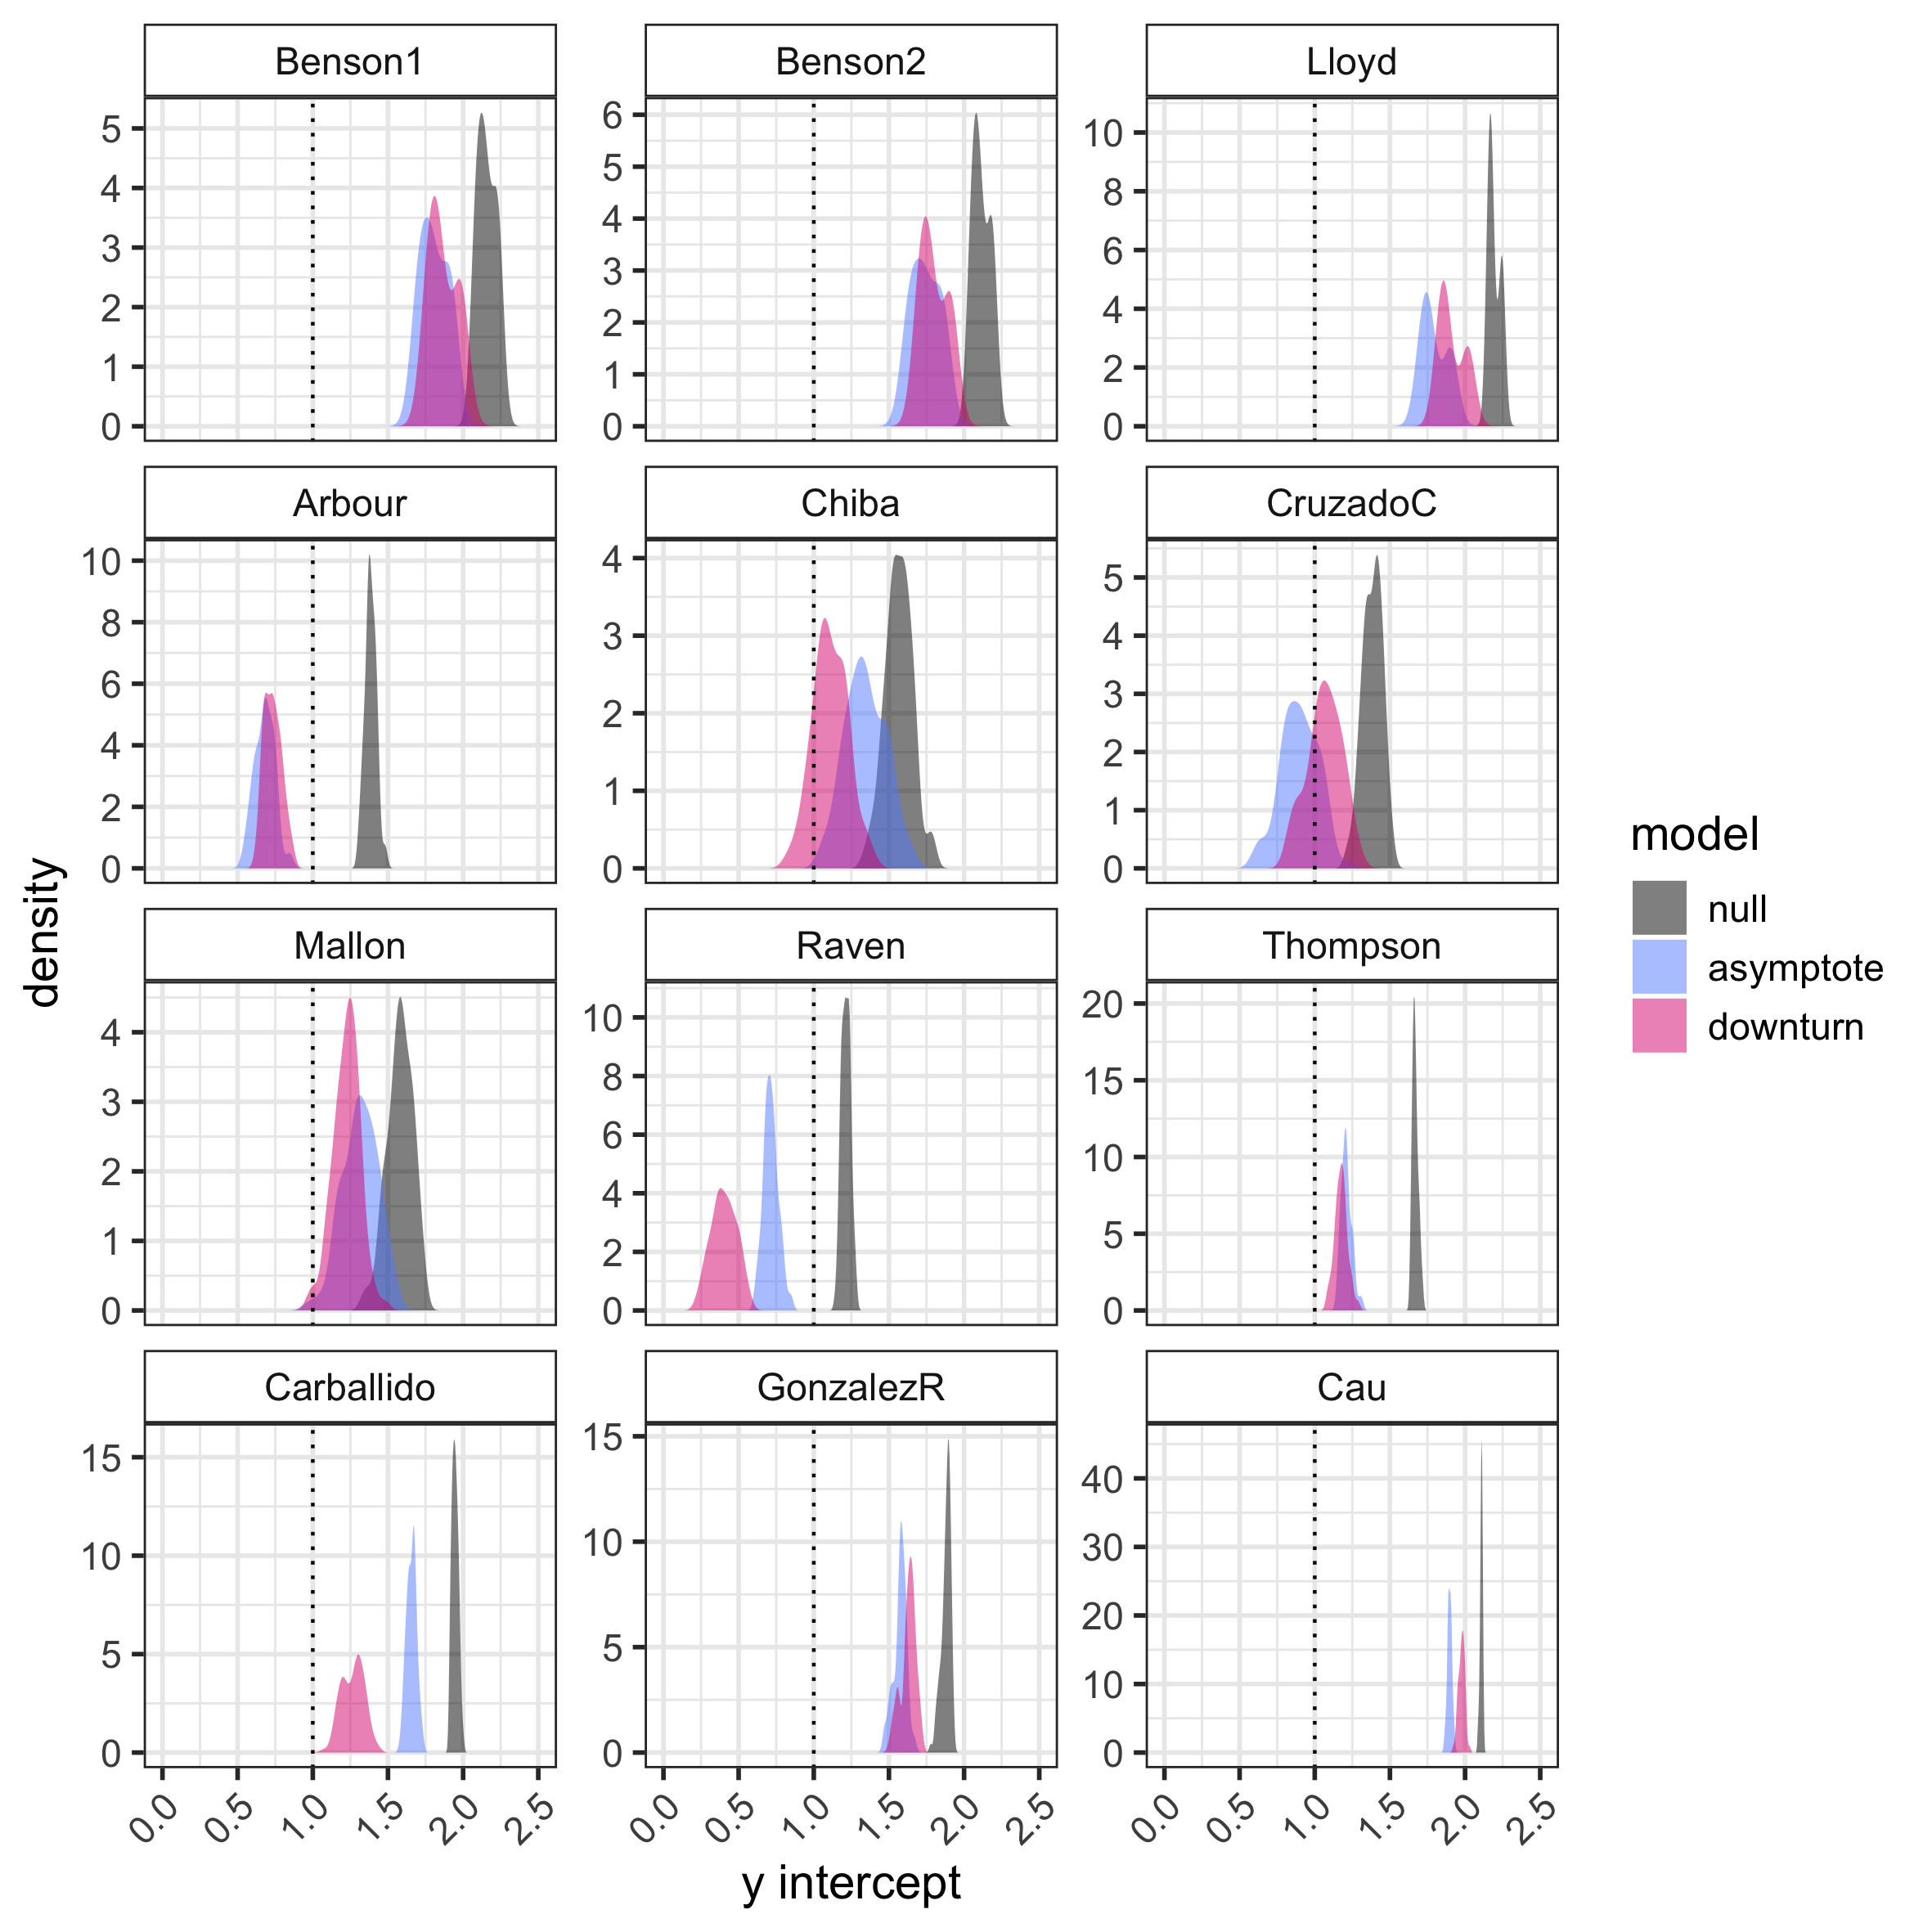 Benson1 Benson2 Lloyd
5 4 3 2 1 0
6 5 4 3 2 1 0
10 8 6 4 2 0
Arbour Chiba CruzadoC
10 8 6 4 2 0
4 3 2 1 0
5 4 3 2 1 0
Mallon Raven Thompson
4 3 2 1 0
10 8 6 4 2 0
20 15 10 5 0
Carballido GonzalezR Cau
15 10 5 0
15 10 5 0
40 30 20 10 0
0.0 0.5 1.0 1.5 2.0 2.5
0.0 0.5 1.0 1.5 2.0 2.5
0.0 0.5 1.0 1.5 2.0 2.5
y intercept
density
model
null
asymptote
downturn